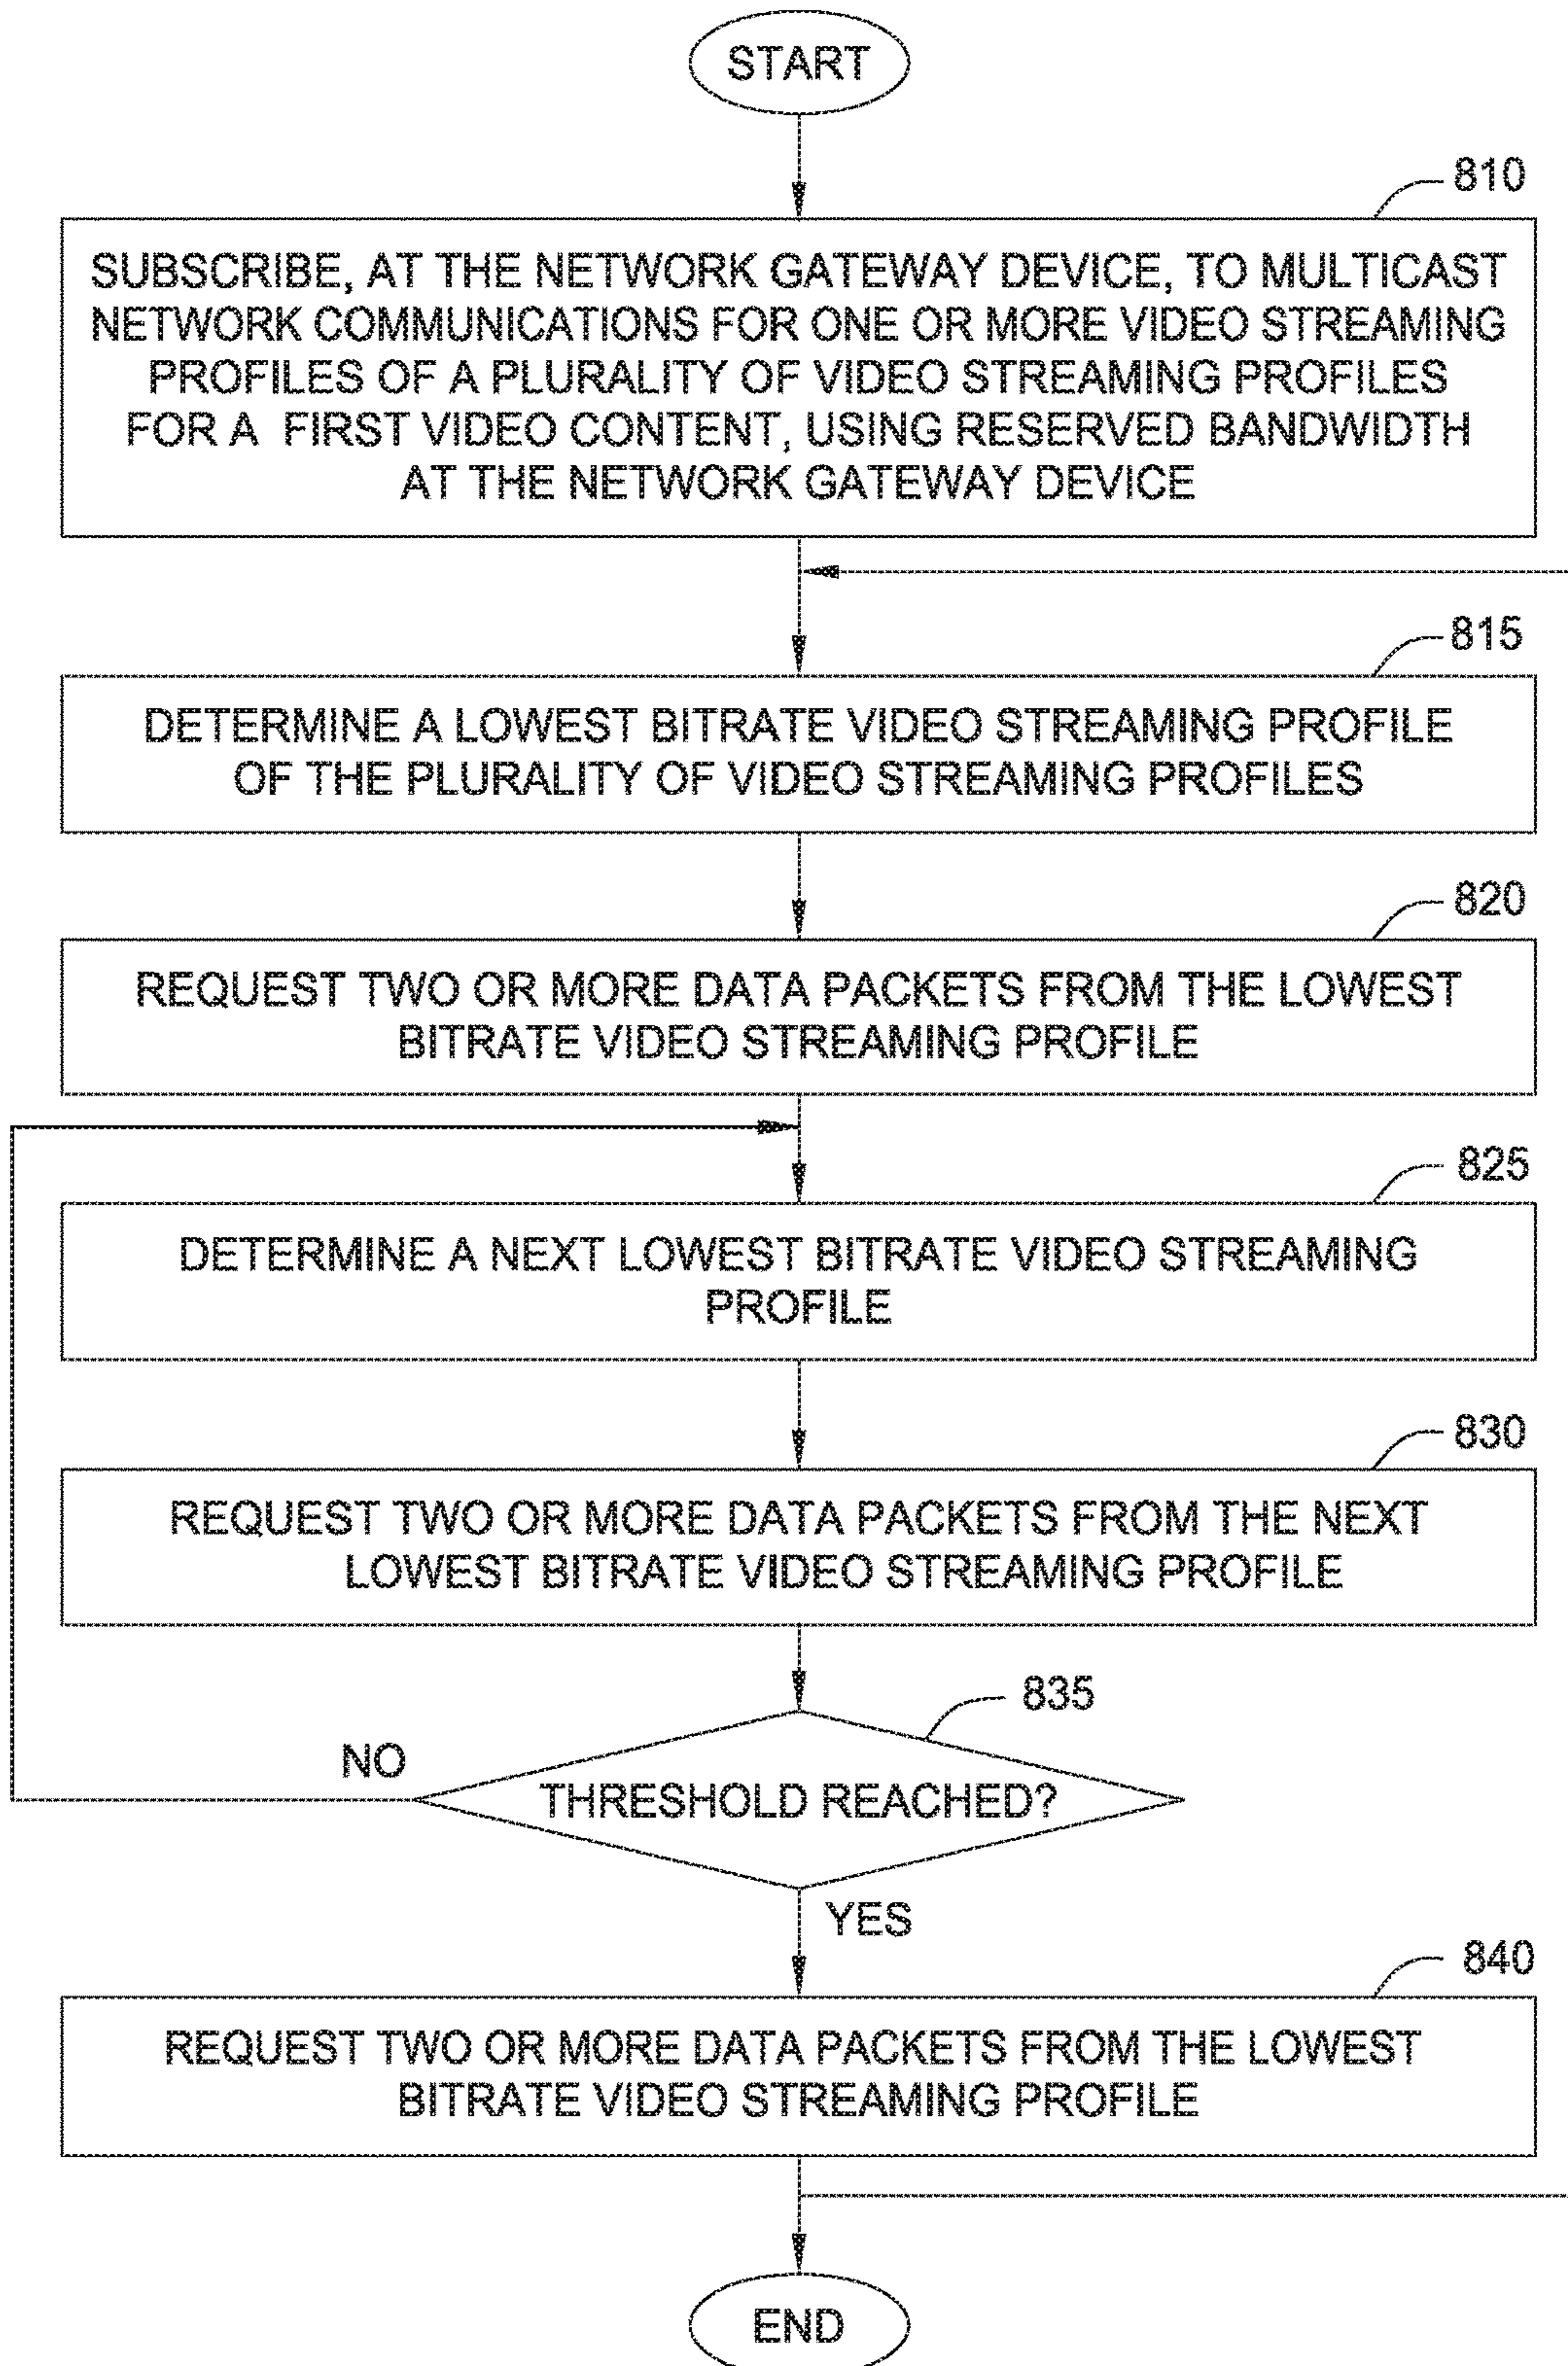 START
810
SUBSCRIBE, AT THE NETWORK GATEWAY DEVICE, TO MULTICAST
NETWORK COMMUNICATIONS FOR ONE OR MORE VIDEO STREAMING
PROFILES OF A PLURALITY OF VIDEO STREAMING PROFILES
FOR A FIRST VIDEO CONTENT, USING RESERVED BANDWIDTH
AT THE NETWORK GATEWAY DEVICE
815
DETERMINE A LOWEST BITRATE VIDEO STREAMING PROFILE
OF THE PLURALITY OF VIDEO STREAMING PROFILES
820
REQUEST TWO OR MORE DATA PACKETS FROM THE LOWEST
BITRATE VIDEO STREAMING PROFILE
825
DETERMINE A NEXT LOWEST BITRATE VIDEO STREAMING
PROFILE
830
REQUEST TWO OR MORE DATA PACKETS FROM THE NEXT
LOWEST BITRATE VIDEO STREAMING PROFILE
835
NO
THRESHOLD REACHED?
YES
840
REQUEST TWO OR MORE DATA PACKETS FROM THE LOWEST
BITRATE VIDEO STREAMING PROFILE
END